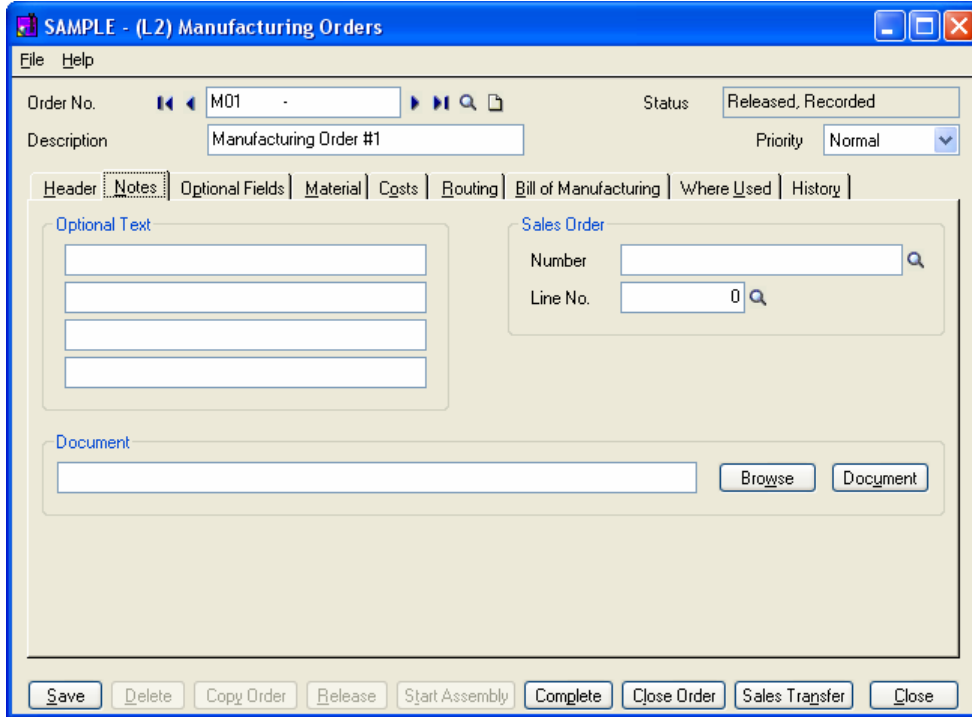 SAMPLE - (L2) Manufacturing Orders
File Help
Order No. M01 - Status Released, Recorded
Description Manufacturing Order #1 Priority Normal
Header Notes Optional Fields Material Costs Routing Bill of Manufacturing Where Used History
Optional Text Sales Order
Number
Line No. 0
Document
Browse Document
Save Delete Copy Order Release Start Assembly Complete Close Order Sales Transfer Close